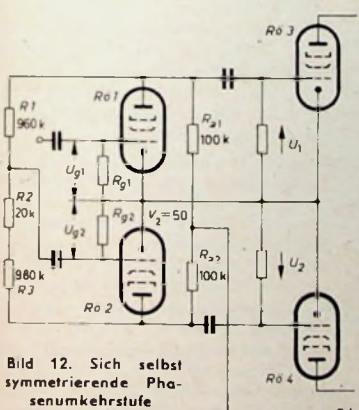 Rö 3
Rö 1
R1
960 k
Ra1
100 k
U1
Ug1
Rg1
R2
20k
Ug2
Rg2
V2=50
980 k
R3
Ra2
100 k
U2
Rö 2
Rö 4
Bild 12. Sich selbst
symmetrierende Pha-
senumkehrstufe